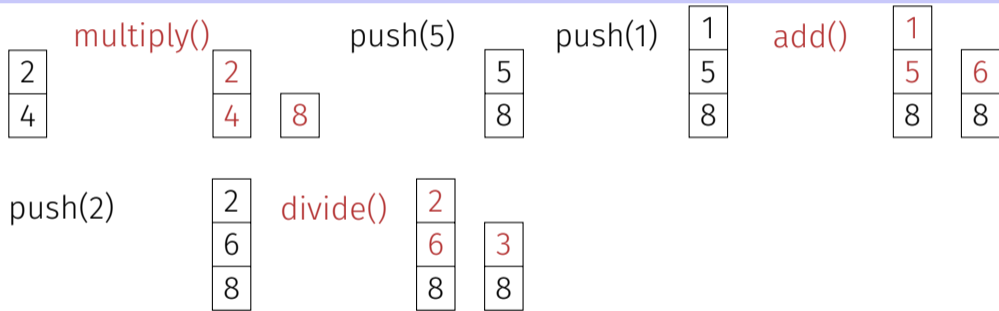 multiply() push(5) push(1) 1 add() 1
2 2 5 5 5 6
4 4 8 8 8 8 8
push(2) 2 divide() 2
6 6 3
8 8 8